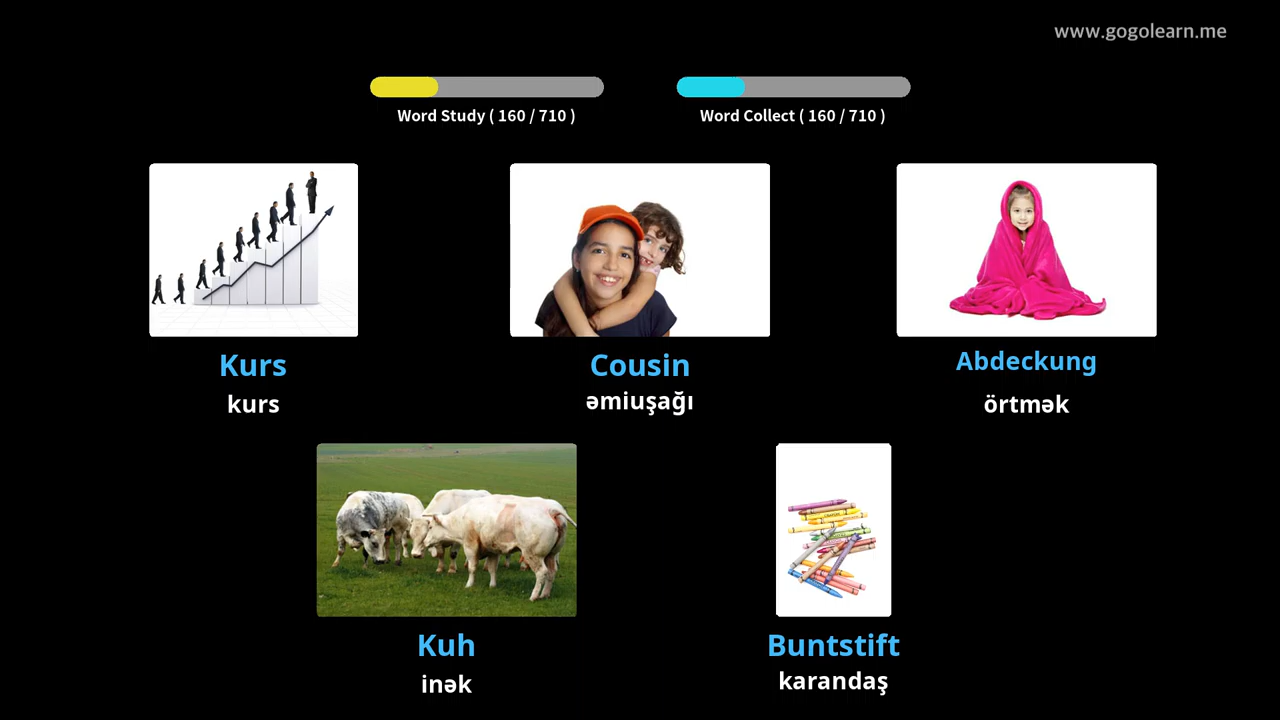 www.gogolearn.me
Word Study ( 160 / 710 )
Word Collect ( 160 / 710 )
Kurs
kurs
Cousin
əmiuşağı
Abdeckung
örtmək
Kuh
inək
Buntstift
karandaş